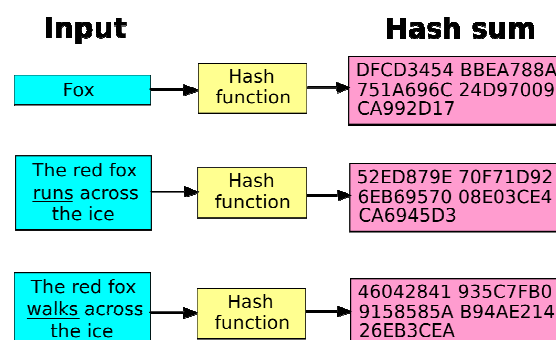 Input
Hash sum
Fox
Hash
function
DFCD3454 BBEA788A
751A696C 24D97009
CA992D17
The red fox
runs across
the ice
Hash
function
52ED879E 70F71D92
6EB69570 08E03CE4
CA6945D3
The red fox
walks across
the ice
Hash
function
46042841 935C7FB0
9158585A B94AE214
26EB3CEA